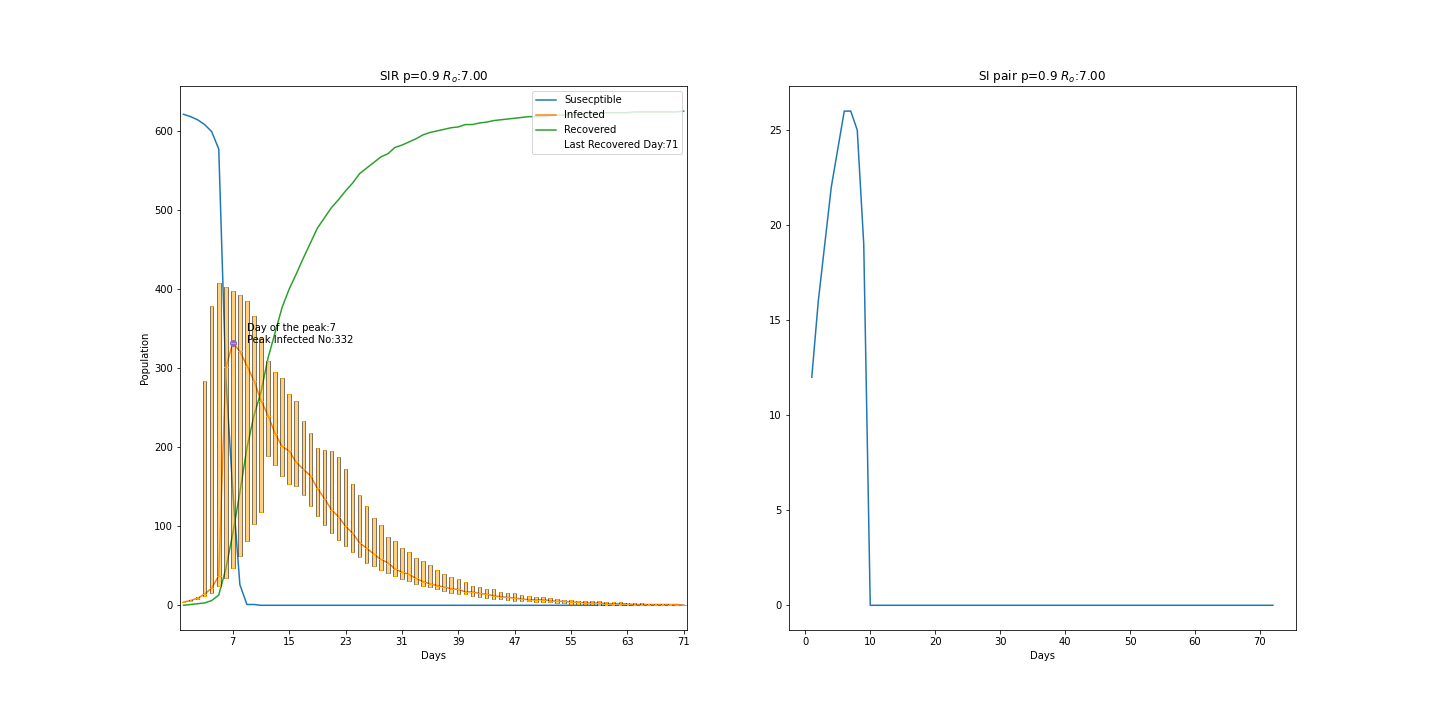 SIR p=0.9 Rₒ:7.00
Susecptible
Infected
Recovered
Last Recovered Day:71
Day of the peak:7
Peak Infected No:332
Population
600
500
400
300
200
100
0
7 15 23 31 39 47 55 63 71
Days
SI pair p=0.9 Rₒ:7.00
25
20
15
10
5
0
0 10 20 30 40 50 60 70
Days